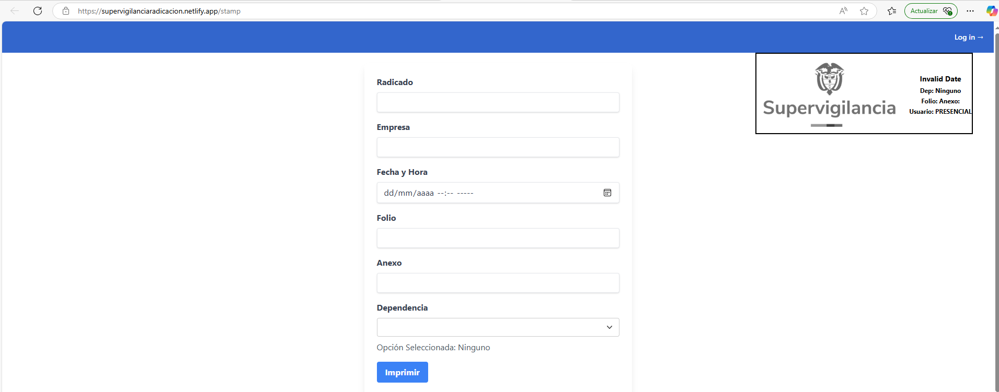 https://supervigilanciaradicacion.netlify.app/stamp
Actualizar
Log in →
Radicado
Empresa
Fecha y Hora
dd/mm/aaaa --:-- -----
Folio
Anexo
Dependencia
Opción Seleccionada: Ninguno
Imprimir
Supervigilancia
Invalid Date
Dep: Ninguno
Folio: Anexo:
Usuario: PRESENCIAL